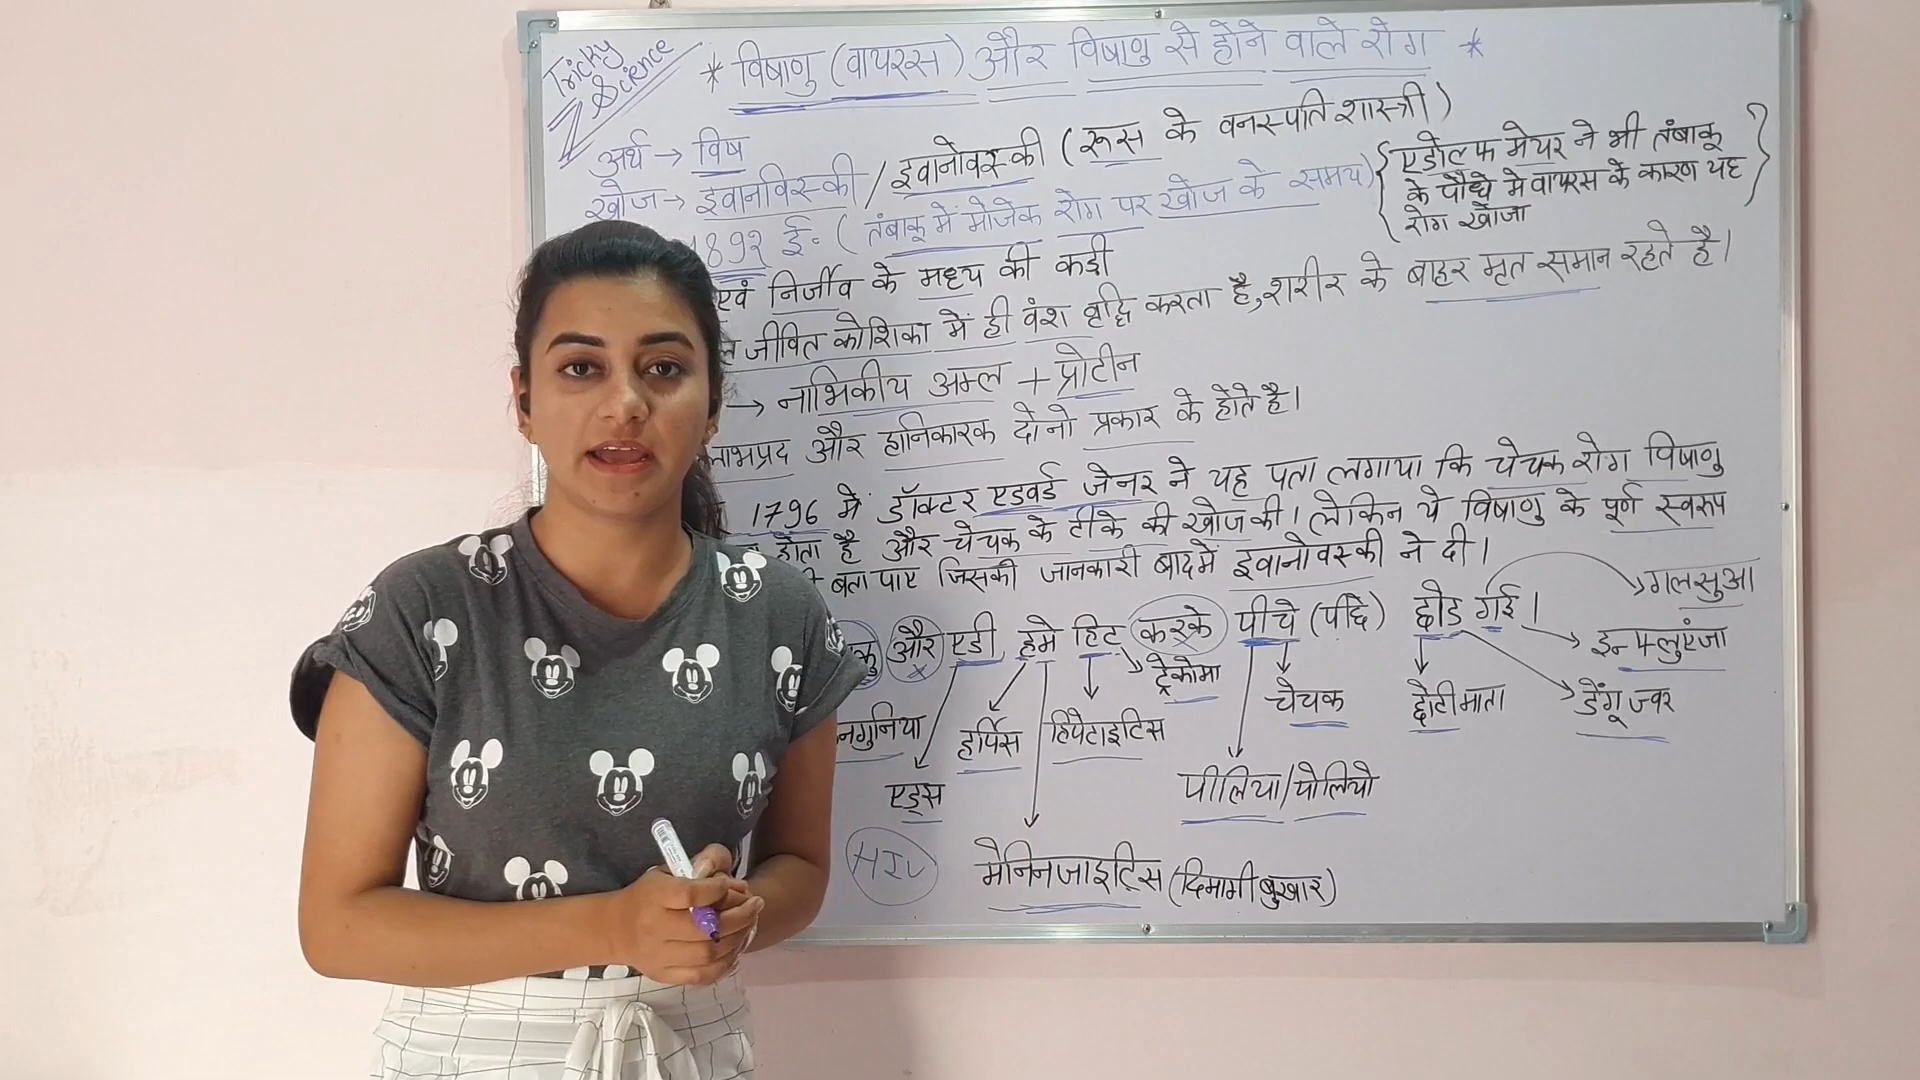 Tricky
Science
* विषाणु (वायरस) और विषाणु से होने वाले रोग *
अर्थ → विष
खोज → इवानविस्की / इवानोवस्की (रूस के वनस्पति शास्त्री)
1892 ई. (तंबाकू में मोजेक रोग पर खोज के समय)
{ एडोल्फ मेयर ने भी तंबाकू
के पौधे मे वायरस के कारण यह
रोग खोजा }
एवं निर्जीव के मध्य की कड़ी
जीवित कोशिका में ही वंश वृद्धि करता है, शरीर के बाहर मृत समान रहते है।
→ नाभिकीय अम्ल + प्रोटीन
लाभप्रद और हानिकारक दोनो प्रकार के होते है।
1796 में डॉक्टर एडवर्ड जेनर ने यह पता लगाया कि चेचक रोग विषाणु
होता है और चेचक के टीके की खोज की। लेकिन ये विषाणु के पूर्ण स्वरूप
बता पाए जिसकी जानकारी बाद में इवानोवस्की ने दी।
और एडी हमे हिट करके पीचे (पीछे) छोड गई।
गलसुआ
इन्फ्लुएंजा
ट्रेकोमा
चेचक
छोटी माता
डेंगू ज्वर
नगुनिया
हर्पिस
हिपेटाइटिस
एड्स
पीलिया/पोलियो
HIV
मेनिनजाइटिस (दिमागी बुखार)